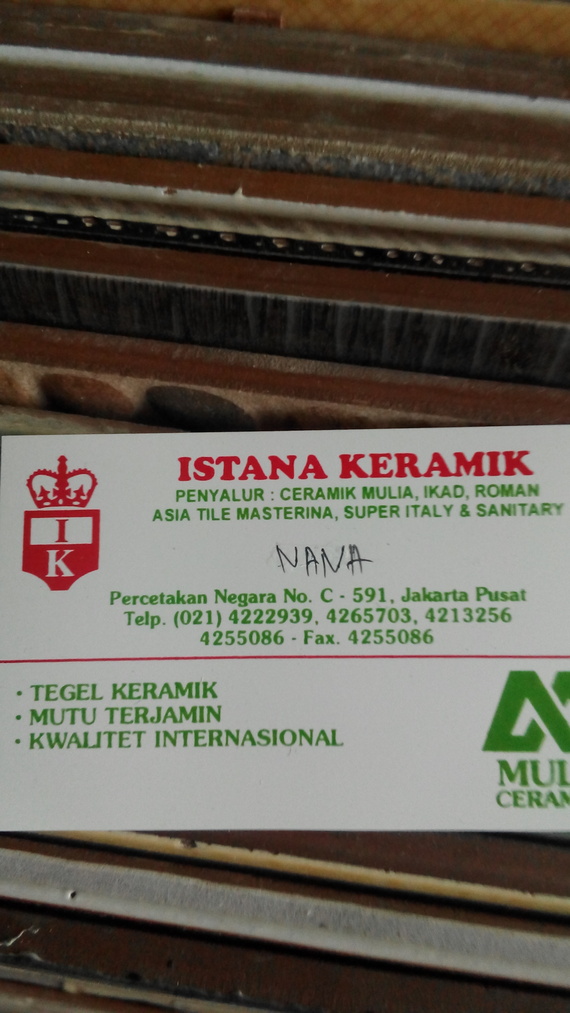 ISTANA KERAMIK
PENYALUR : CERAMIK MULIA, IKAD, ROMAN
ASIA TILE MASTERINA, SUPER ITALY & SANITARY
I
K
NANA
Percetakan Negara No. C - 591, Jakarta Pusat
Telp. (021) 4222939, 4265703, 4213256
4255086 - Fax. 4255086
· TEGEL KERAMIK
· MUTU TERJAMIN
· KWALITET INTERNASIONAL